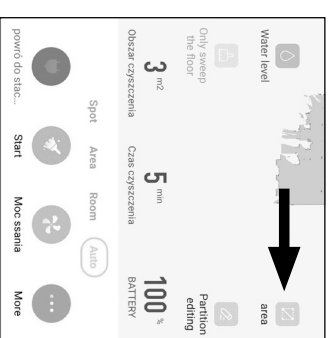 Water level
area
Only sweep
the floor
Partition
editing
3 m2
5 min
100 %
Obszar czyszczenia
Czas czyszczenia
BATTERY
Spot Area Room Auto
powró do stac...
Start
Moc ssania
More